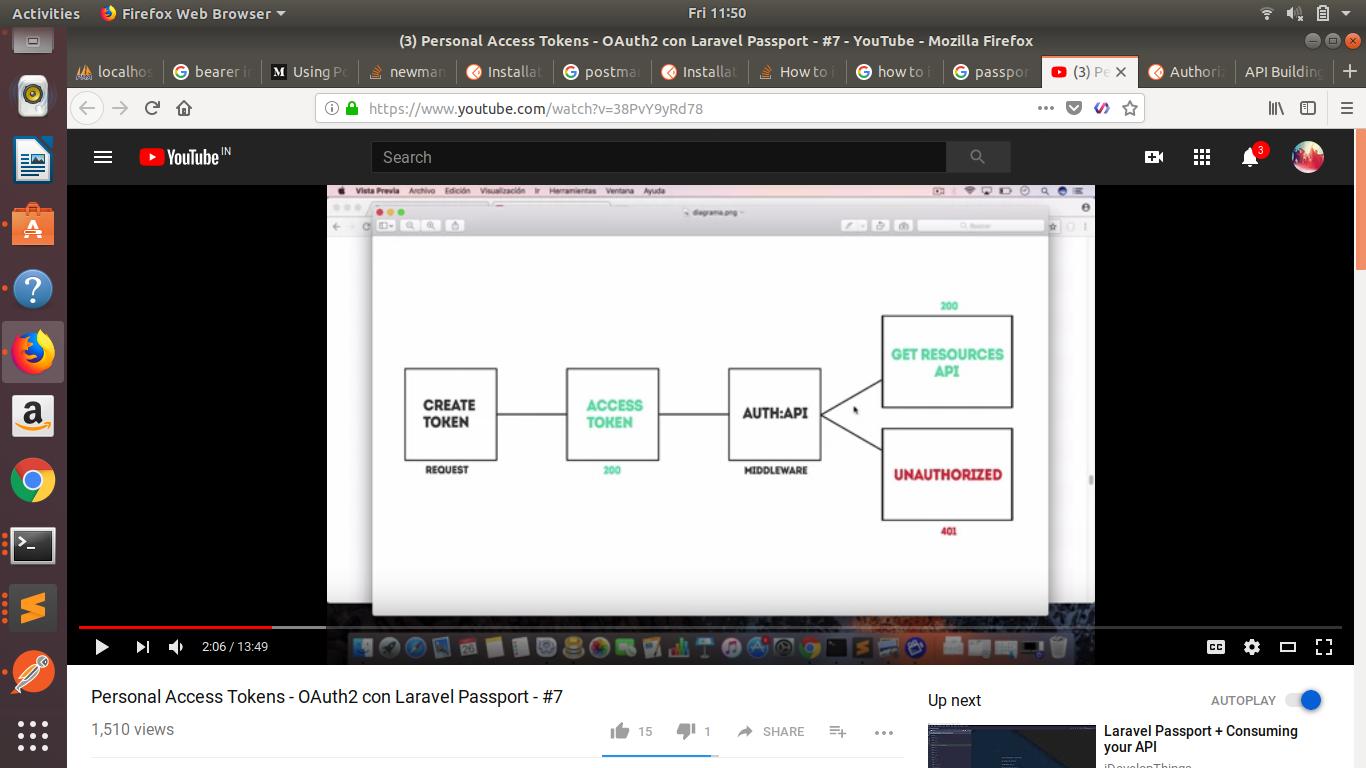 Activities
Firefox Web Browser
Fri 11:50
(3) Personal Access Tokens - OAuth2 con Laravel Passport - #7 - YouTube - Mozilla Firefox
localhos
bearer i
Using Po
newman
Installat
postma
Installat
How to i
how to i
passpor
(3) Pe
Authoriz
API Building
https://www.youtube.com/watch?v=38PvY9yRd78
YouTube IN
Search
3
Vista Previa Archivo Edición Visualización Ir Herramientas Ventana Ayuda
diagrama.png
Buscar
200
GET RESOURCES
API
CREATE
TOKEN
REQUEST
ACCESS
TOKEN
200
AUTH:API
MIDDLEWARE
UNAUTHORIZED
401
2:06 / 13:49
CC
Personal Access Tokens - OAuth2 con Laravel Passport - #7
1,510 views
15
1
SHARE
Up next
AUTOPLAY
Laravel Passport + Consuming
your API
iDevelopThings